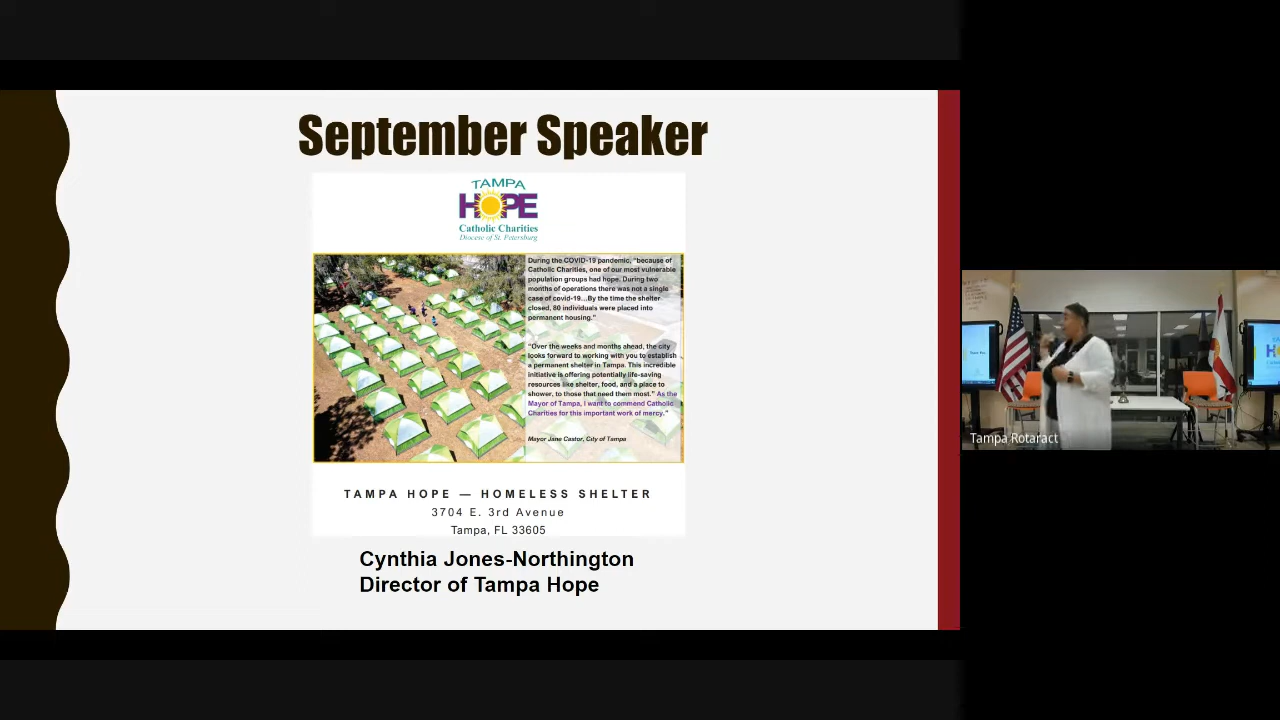 September Speaker
TAMPA
HOPE
Catholic Charities
Diocese of St. Petersburg
During the COVID-19 pandemic, "because of
Catholic Charities, one of our most vulnerable
population groups had hope. During two
months of operations there was not a single
case of covid-19...By the time the shelter
closed, 80 individuals were placed into
permanent housing."
"Over the weeks and months ahead, the city
looks forward to working with you to establish
a permanent shelter in Tampa. This incredible
initiative is offering potentially life-saving
resources like shelter, food, and a place to
shower, to those that need them most." As the
Mayor of Tampa, I want to commend Catholic
Charities for this important work of mercy."
Mayor Jane Castor, City of Tampa
TAMPA HOPE — HOMELESS SHELTER
3704 E. 3rd Avenue
Tampa, FL 33605
Cynthia Jones-Northington
Director of Tampa Hope
Tampa Rotaract